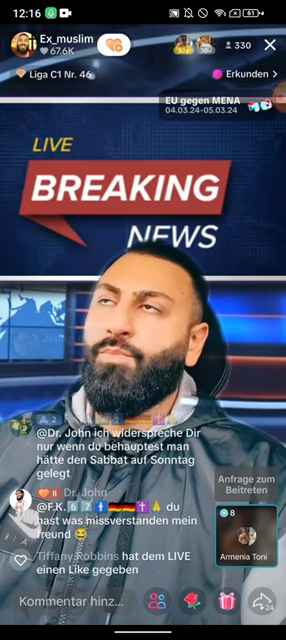 12:16
61
Ex_muslim
67.6K
330
Liga C1 Nr. 46
Erkunden
EU gegen MENA
04.03.24-05.03.24
LIVE
BREAKING
NEWS
@Dr. John ich widerspreche Dir
nur wenn du behauptest man
hätte den Sabbat auf Sonntag
gelegt
Dr. John
@F.K. 6 7 🚹🇩🇪🇩🇪✝️🙏 du
hast was missverstanden mein
freund 😂
Tiffany Robbins hat dem LIVE
einen Like gegeben
Anfrage zum
Beitreten
8
Armenia Toni
Kommentar hinz...